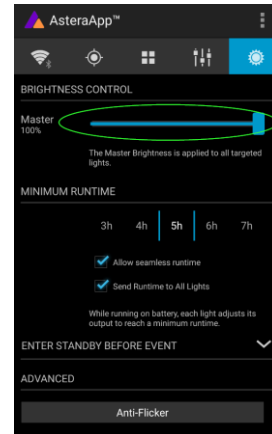 AsteraApp™
BRIGHTNESS CONTROL
Master
100%
The Master Brightness is applied to all targeted
lights.
MINIMUM RUNTIME
3h 4h 5h 6h 7h
Allow seamless runtime
Send Runtime to All Lights
While running on battery, each light adjusts its
output to reach a minimum runtime.
ENTER STANDBY BEFORE EVENT
ADVANCED
Anti-Flicker